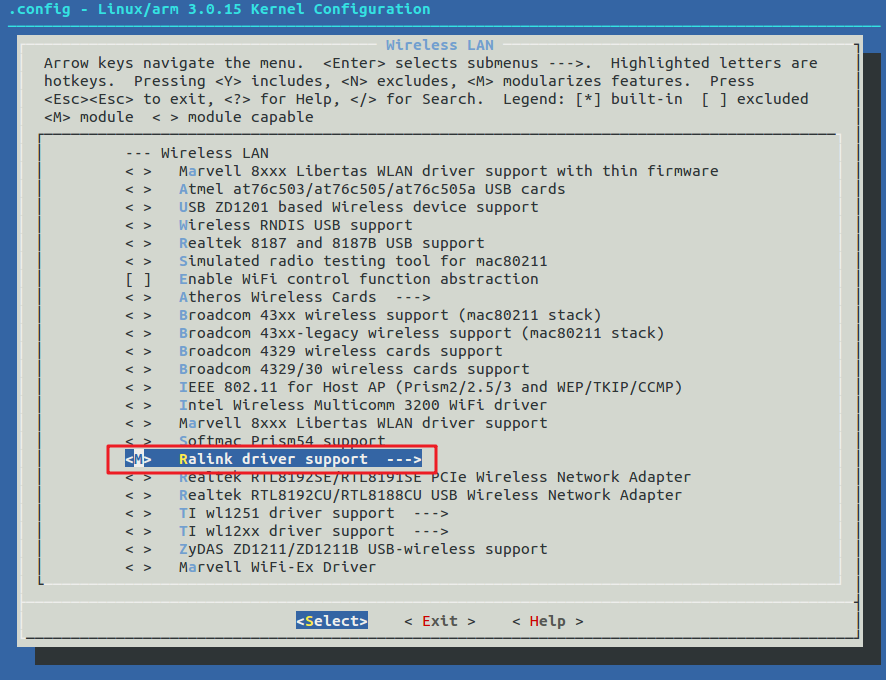 .config - Linux/arm 3.0.15 Kernel Configuration
Wireless LAN
Arrow keys navigate the menu.  <Enter> selects submenus --->.  Highlighted letters are
hotkeys.  Pressing <Y> includes, <N> excludes, <M> modularizes features.  Press
<Esc><Esc> to exit, <?> for Help, </> for Search.  Legend: [*] built-in  [ ] excluded
<M> module  < > module capable
--- Wireless LAN
< >   Marvell 8xxx Libertas WLAN driver support with thin firmware
< >   Atmel at76c503/at76c505/at76c505a USB cards
< >   USB ZD1201 based Wireless device support
< >   Wireless RNDIS USB support
< >   Realtek 8187 and 8187B USB support
< >   Simulated radio testing tool for mac80211
[ ]   Enable WiFi control function abstraction
< >   Atheros Wireless Cards  --->
< >   Broadcom 43xx wireless support (mac80211 stack)
< >   Broadcom 43xx-legacy wireless support (mac80211 stack)
< >   Broadcom 4329 wireless cards support
< >   Broadcom 4329/30 wireless cards support
< >   IEEE 802.11 for Host AP (Prism2/2.5/3 and WEP/TKIP/CCMP)
< >   Intel Wireless Multicomm 3200 WiFi driver
< >   Marvell 8xxx Libertas WLAN driver support
< >   Softmac Prism54 support
<M>   Ralink driver support  --->
< >   Realtek RTL8192SE/RTL8191SE PCIe Wireless Network Adapter
< >   Realtek RTL8192CU/RTL8188CU USB Wireless Network Adapter
< >   TI wl1251 driver support  --->
< >   TI wl12xx driver support  --->
< >   ZyDAS ZD1211/ZD1211B USB-wireless support
< >   Marvell WiFi-Ex Driver
<Select>    < Exit >    < Help >